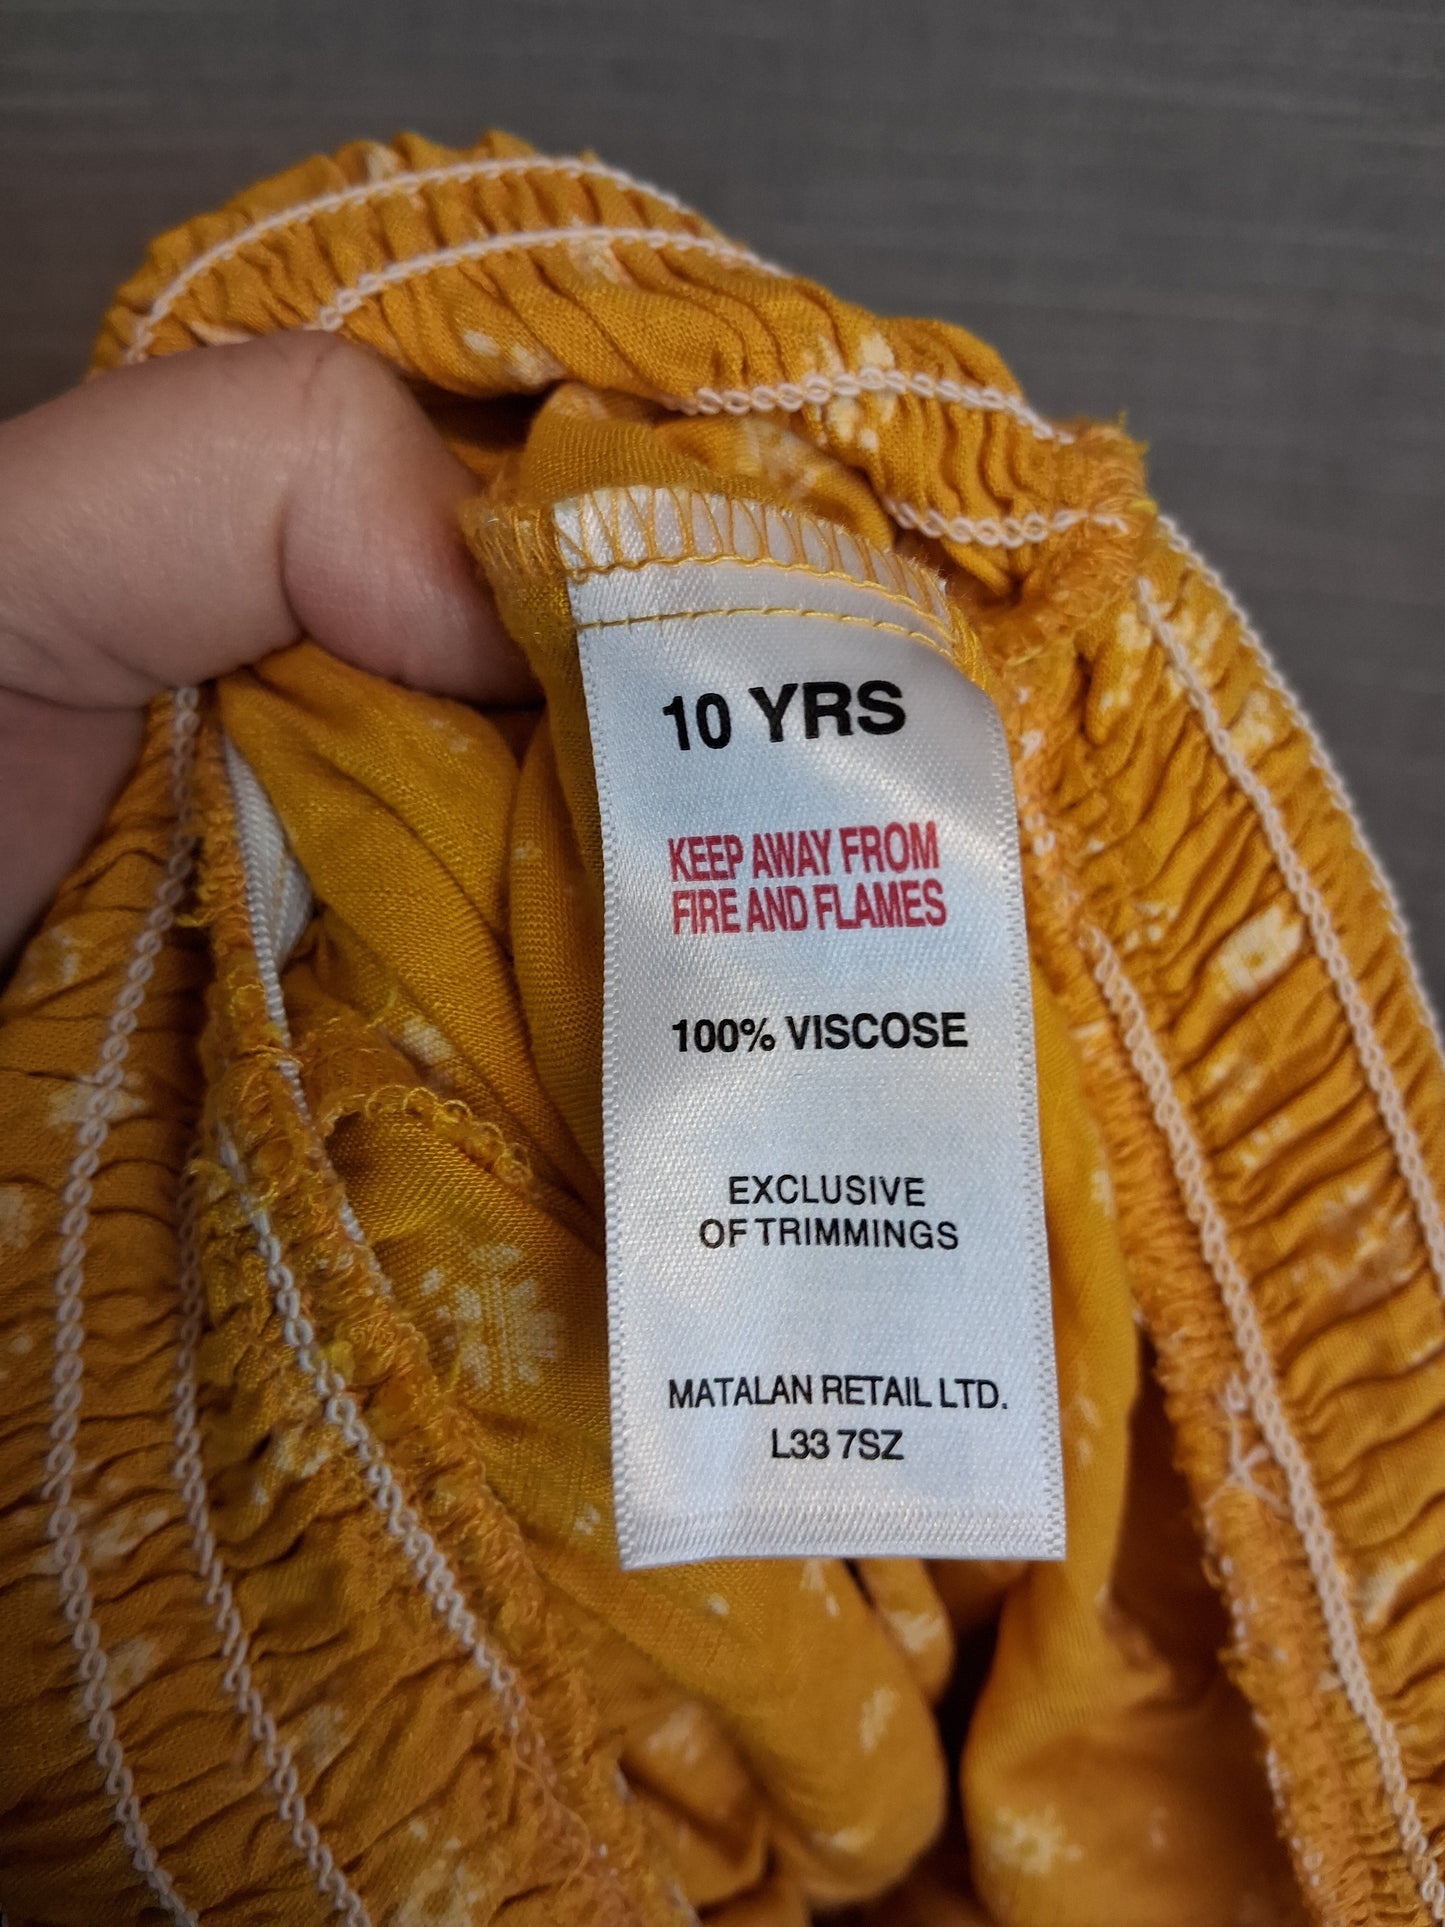 10 YRS
KEEP AWAY FROM
FIRE AND FLAMES
100% VISCOSE
EXCLUSIVE
OF TRIMMINGS
MATALAN RETAIL LTD.
L33 7SZ